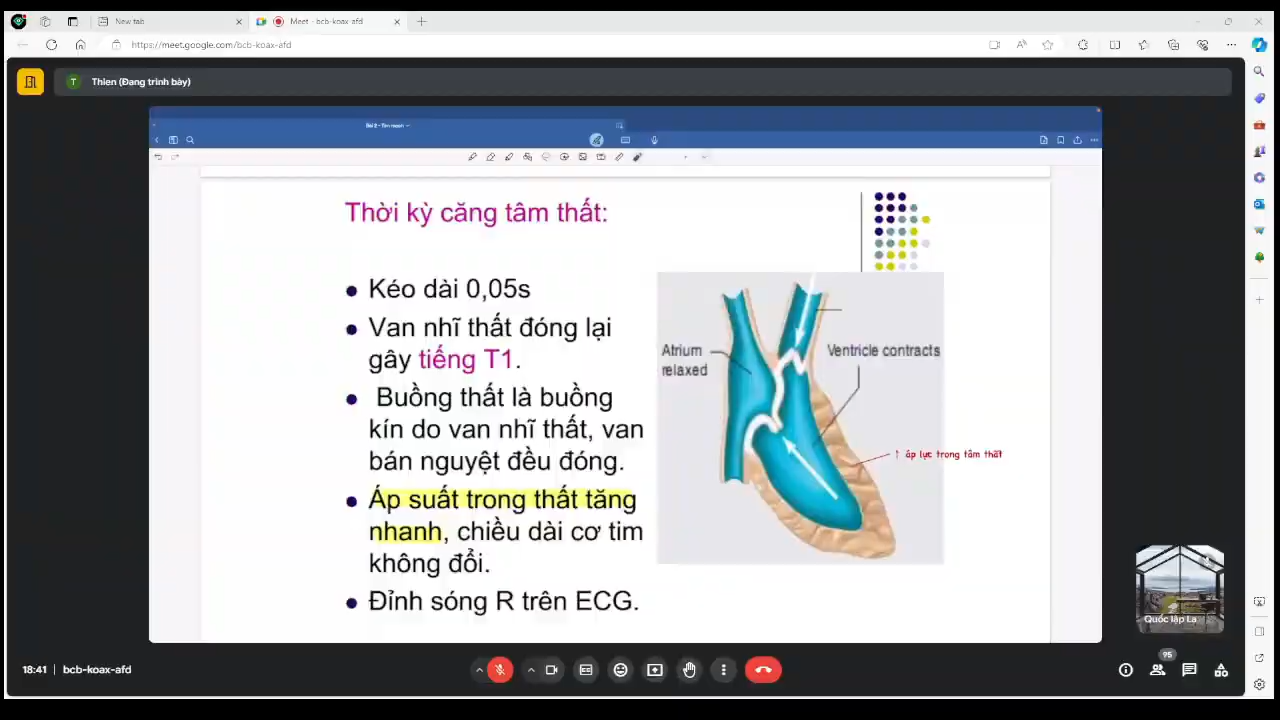 New tab
Meet - bcb-koax-afd
https://meet.google.com/bcb-koax-afd
T
Thien (Đang trình bày)
Bài 2 - Tim mạch
Thời kỳ căng tâm thất:
Kéo dài 0,05s
Van nhĩ thất đóng lại
gây tiếng T1.
Buồng thất là buồng
kín do van nhĩ thất, van
bán nguyệt đều đóng.
Áp suất trong thất tăng
nhanh, chiều dài cơ tim
không đổi.
Đỉnh sóng R trên ECG.
Atrium
relaxed
Ventricle contracts
↑ áp lực trong tâm thất
Quốc lập La
18:41 | bcb-koax-afd
95